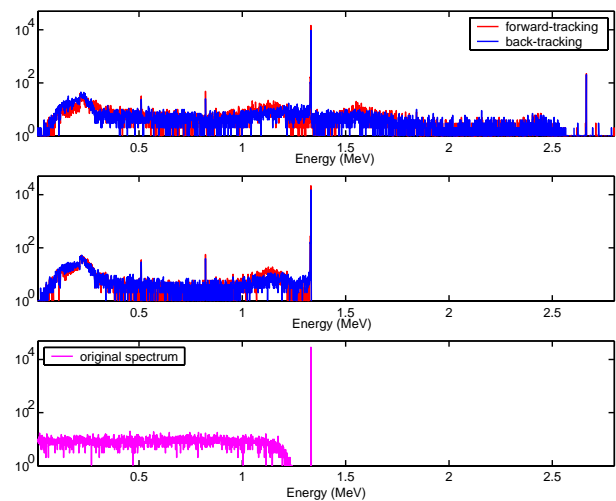 forward-tracking
back-tracking
10^4
10^2
10^0
0.5 1 1.5 2 2.5
Energy (MeV)
10^4
10^2
10^0
0.5 1 1.5 2 2.5
Energy (MeV)
original spectrum
10^4
10^2
10^0
0.5 1 1.5 2 2.5
Energy (MeV)